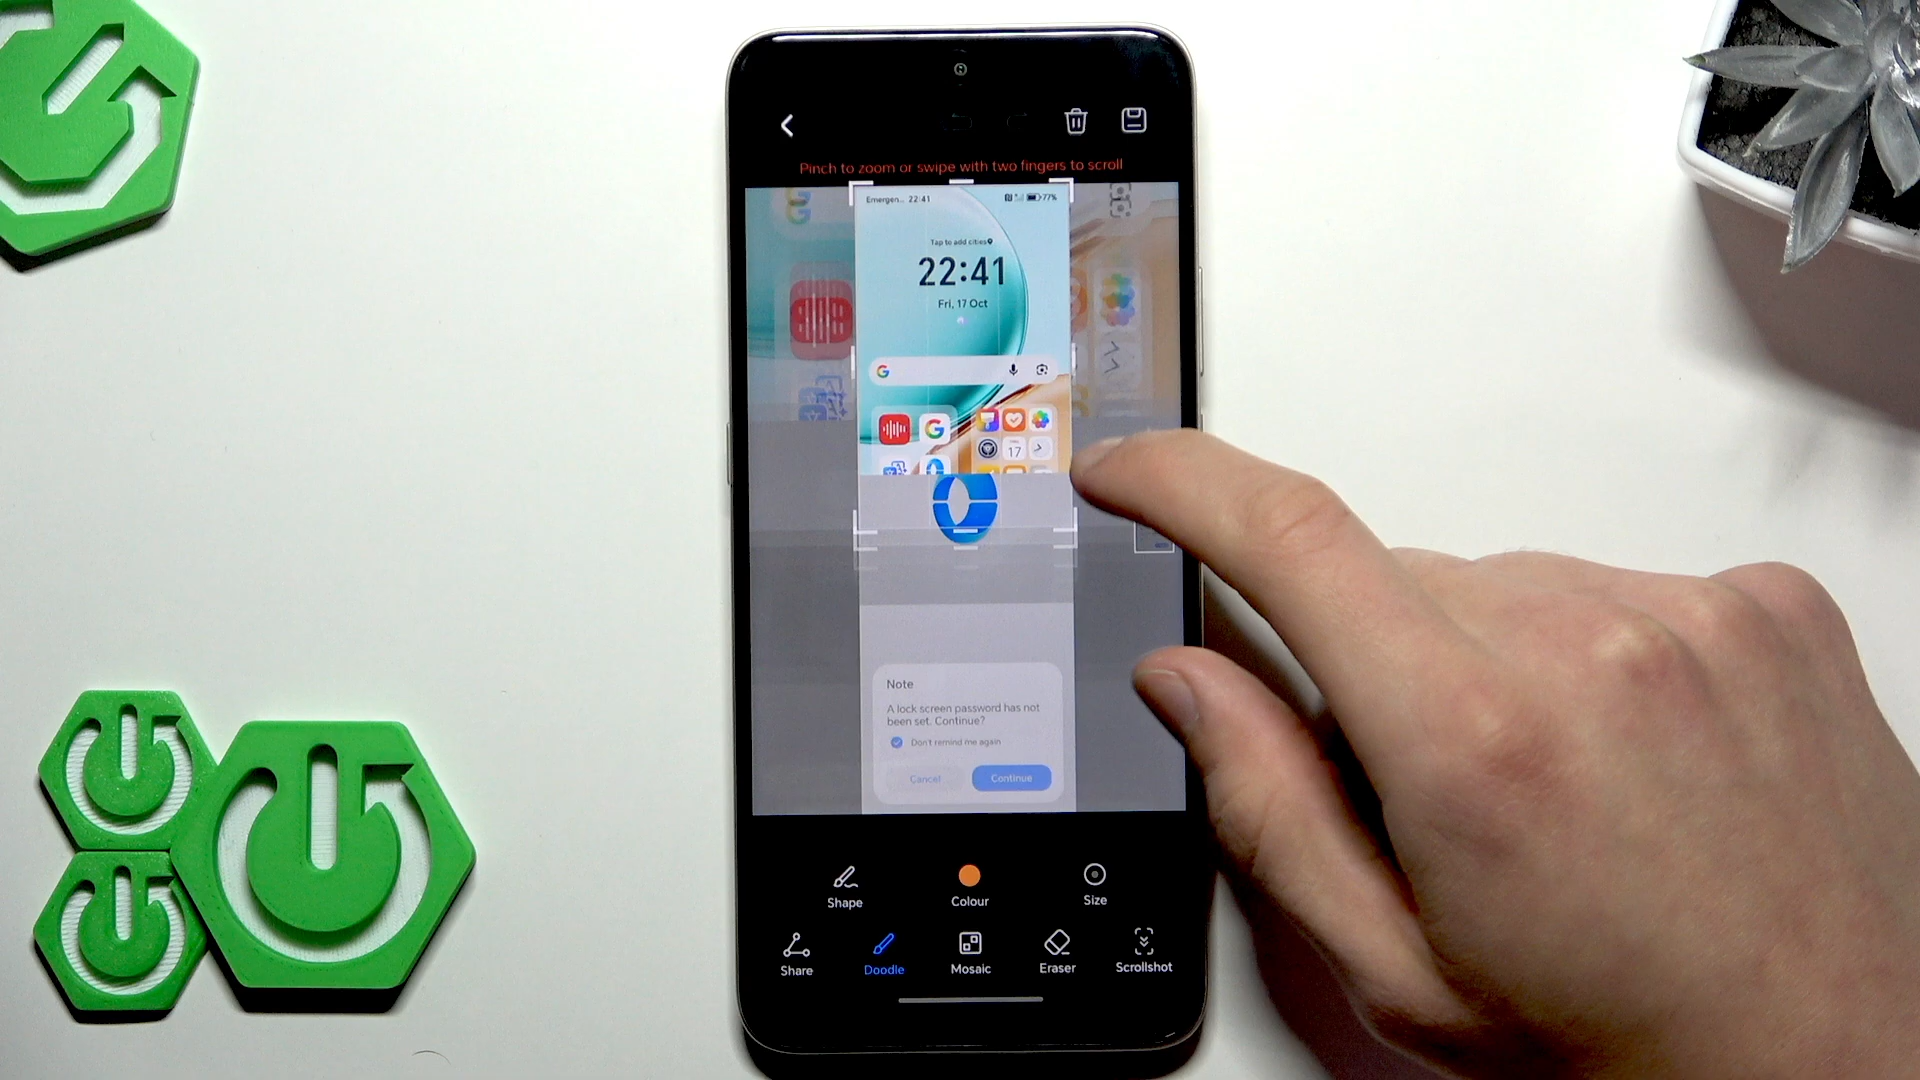 Pinch to zoom or swipe with two fingers to scroll
Emergen... 22:41
77%
Tap to add cities
22:41
Fri, 17 Oct
G
G
17
Note
A lock screen password has not
been set. Continue?
Don't remind me again
Cancel
Continue
Shape
Colour
Size
Share
Doodle
Mosaic
Eraser
Scrollshot